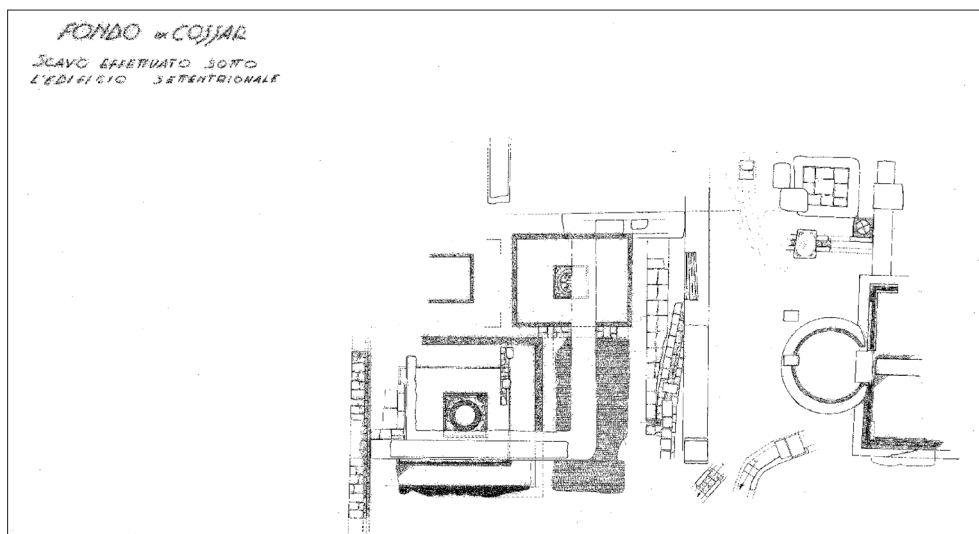 FONDO ex COSSAR
SCAVO EFFETTUATO SOTTO
L'EDIFICIO SETTENTRIONALE